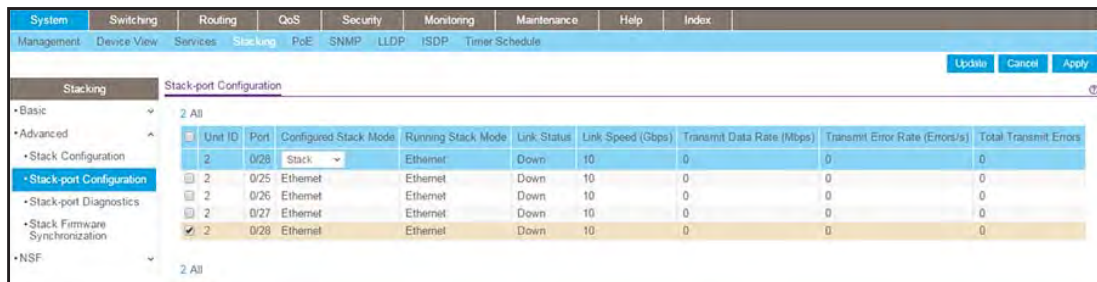 System Switching Routing QoS Security Monitoring Maintenance Help Index
Management Device View Services Stacking PoE SNMP LLDP ISDP Timer Schedule
Update Cancel Apply
Stacking
Stack-port Configuration
•Basic
2 All
•Advanced
Unit ID Port Configured Stack Mode Running Stack Mode Link Status Link Speed (Gbps) Transmit Data Rate (Mbps) Transmit Error Rate (Errors/s) Total Transmit Errors
•Stack Configuration
2 0/28 Stack Ethernet Down 10 0 0 0
•Stack-port Configuration
2 0/25 Ethernet Ethernet Down 10 0 0 0
•Stack-port Diagnostics
2 0/26 Ethernet Ethernet Down 10 0 0 0
•Stack Firmware
Synchronization
2 0/27 Ethernet Ethernet Down 10 0 0 0
2 0/28 Ethernet Ethernet Down 10 0 0 0
•NSF
2 All